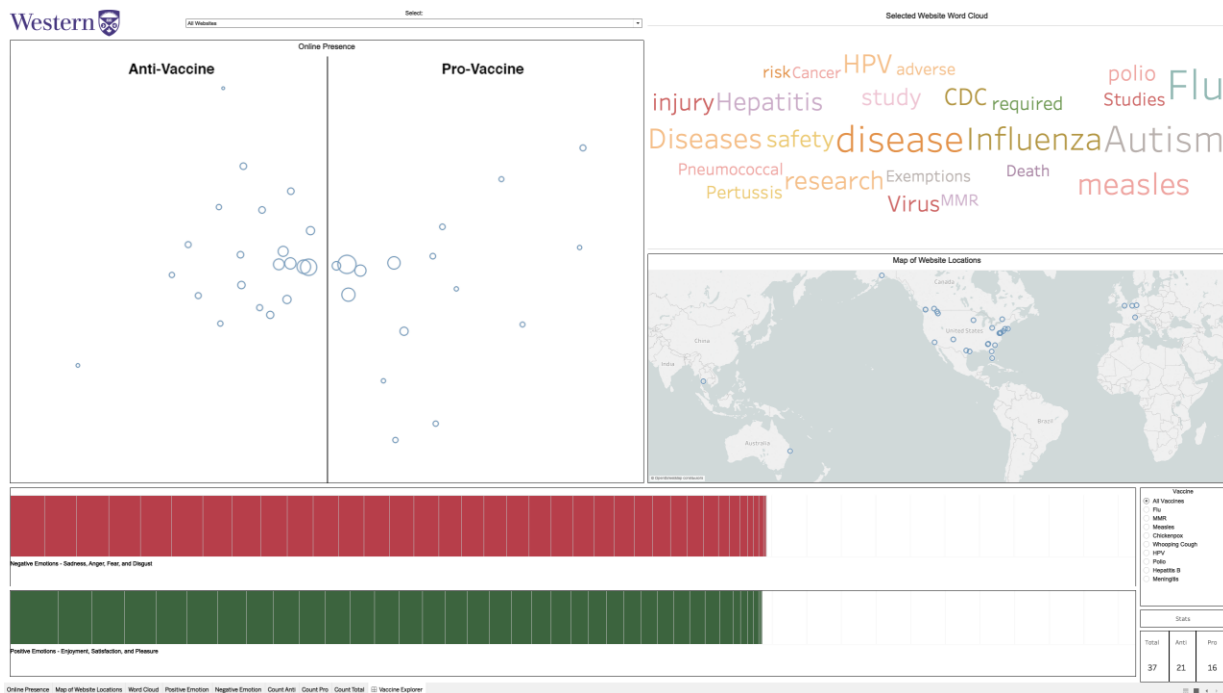 Western
Select:
All Websites
Online Presence
Anti-Vaccine
Pro-Vaccine
Selected Website Word Cloud
risk Cancer HPV adverse polio Flu
injury Hepatitis study CDC required Studies
Diseases safety disease Influenza Autism
Pneumococcal research Exemptions Death measles
Pertussis Virus MMR
Map of Website Locations
Canada
United States
China
India
Brazil
Australia
Negative Emotions - Sadness, Anger, Fear, and Disgust
Positive Emotions - Enjoyment, Satisfaction, and Pleasure
Vaccine
All Vaccines
Flu
MMR
Measles
Chickenpox
Whooping Cough
HPV
Polio
Hepatitis B
Meningitis
Stats
Total Anti Pro
37 21 16
Online Presence Map of Website Locations Word Cloud Positive Emotion Negative Emotion Count Anti Count Pro Count Total Vaccine Explorer